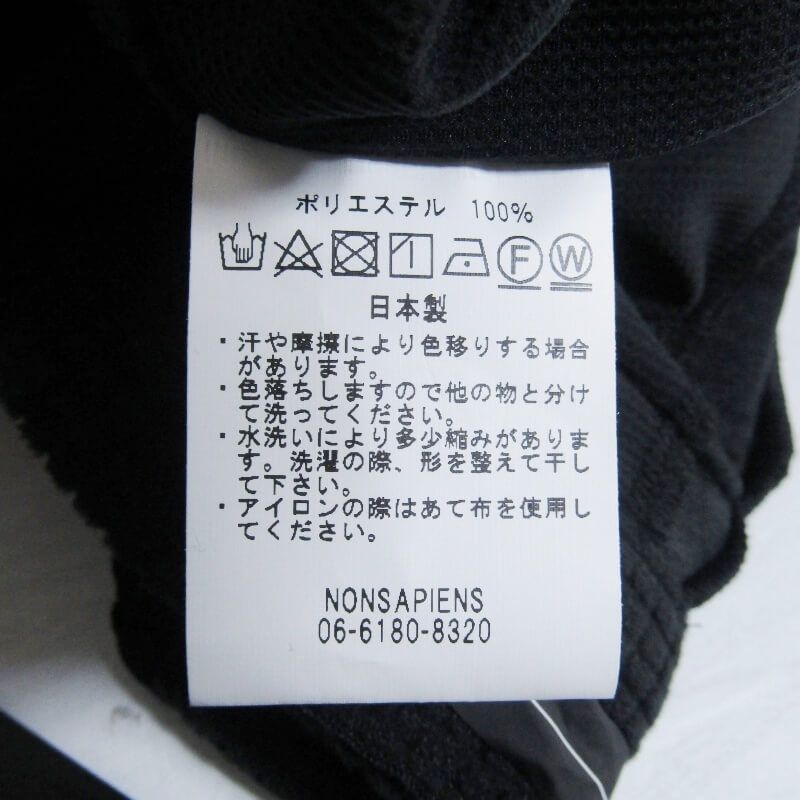 ポリエステル 100%
F W
日本製
・汗や摩擦により色移りする場合
があります。
・色落ちしますので他の物と分け
て洗ってください。
・水洗いにより多少縮みがありま
す。洗濯の際、形を整えて干し
て下さい。
・アイロンの際はあて布を使用し
てください。
NONSAPIENS
06-6180-8320